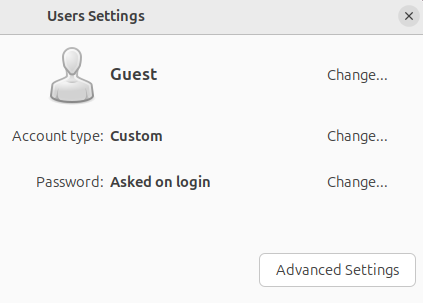 Users Settings
Guest Change...
Account type: Custom Change...
Password: Asked on login Change...
Advanced Settings